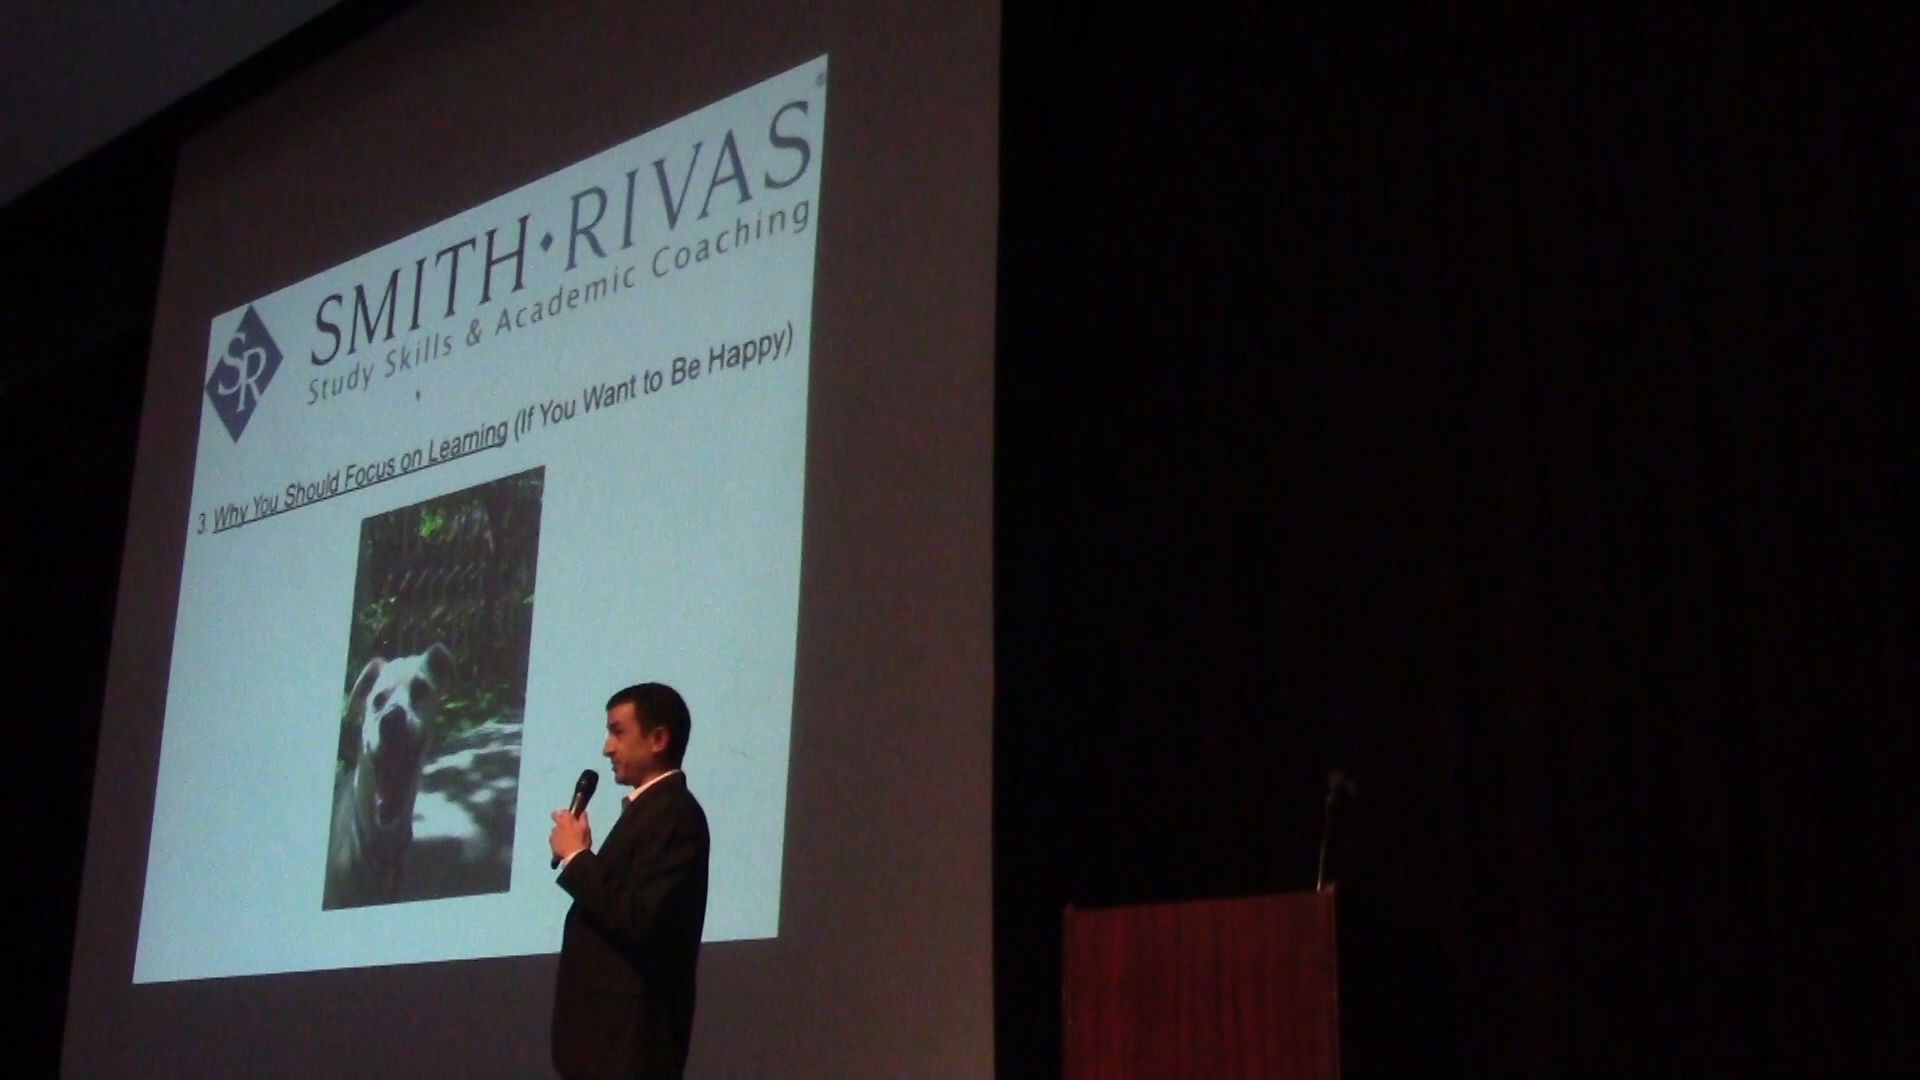 SMITH◆RIVAS®
Study Skills & Academic Coaching
SR
3. Why You Should Focus on Learning (If You Want to Be Happy)